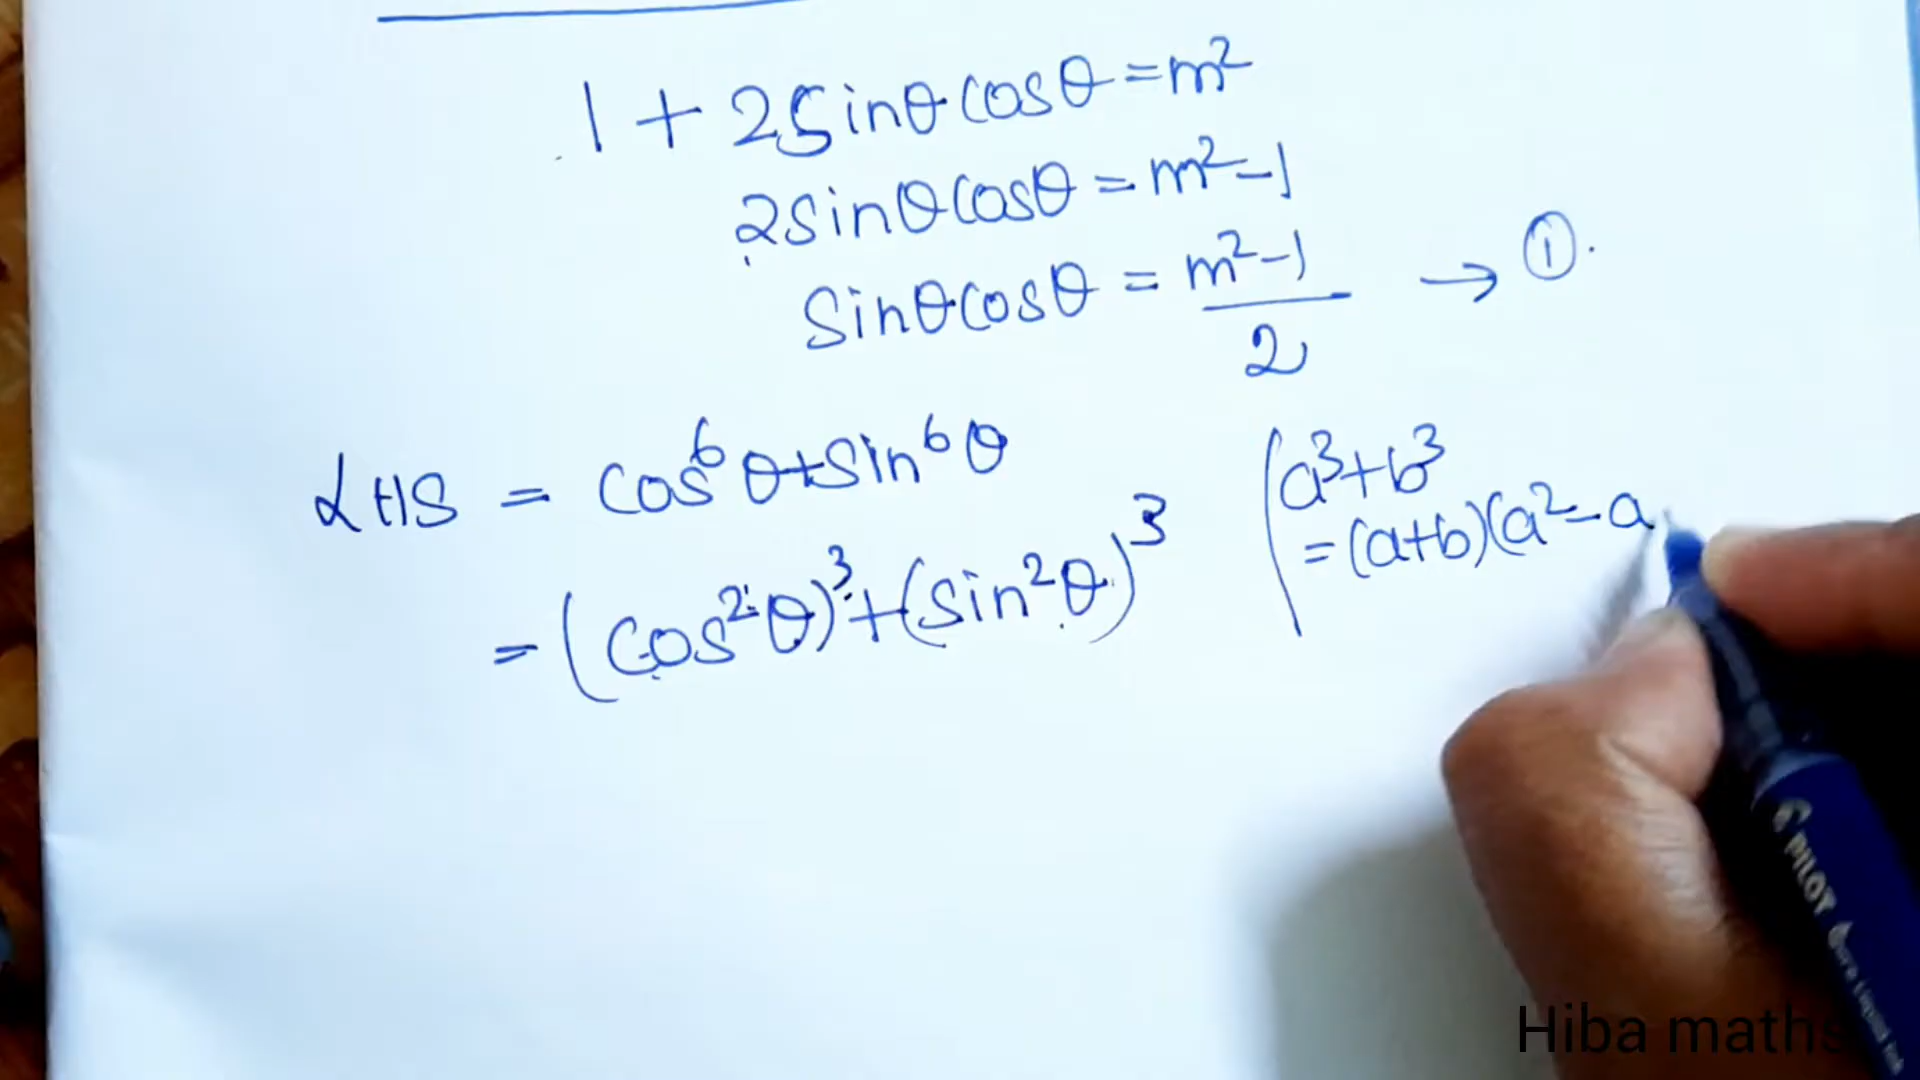 1 + 2Sinθ cosθ = m²
2sinθ cosθ = m² - 1
Sinθ cosθ = (m² - 1)/2 → ①.
LHS = cos⁶θ + sin⁶θ
a³ + b³
= (a+b)(a² - a
= (cos²θ)³ + (sin²θ)³
PILOT
Hiba maths